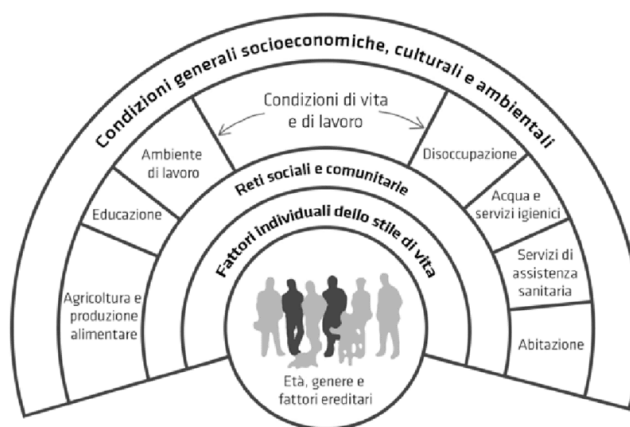 Condizioni generali socioeconomiche, culturali e ambientali
Condizioni di vita
e di lavoro
Ambiente
di lavoro
Disoccupazione
Educazione
Acqua e
servizi igienici
Agricoltura e
produzione
alimentare
Servizi di
assistenza
sanitaria
Abitazione
Reti sociali e comunitarie
Fattori individuali dello stile di vita
Età, genere e
fattori ereditari